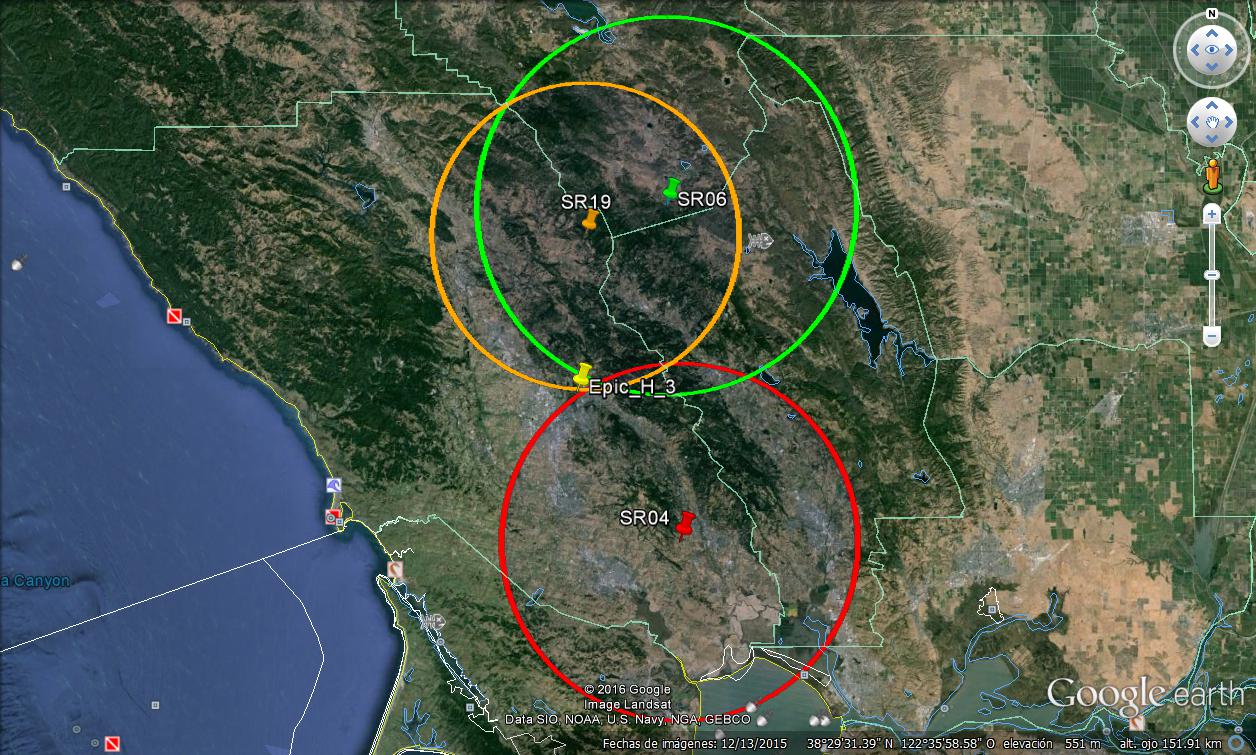 N
SR19
SR06
Epic_H_3
SR04
a Canyon
© 2016 Google
Image Landsat
Data SIO, NOAA, U.S. Navy, NGA, GEBCO
Google earth
Fechas de imágenes: 12/13/2015 38°29'31.39" N 122°35'58.58" O elevación 551 m alt. ojo 151.91 km